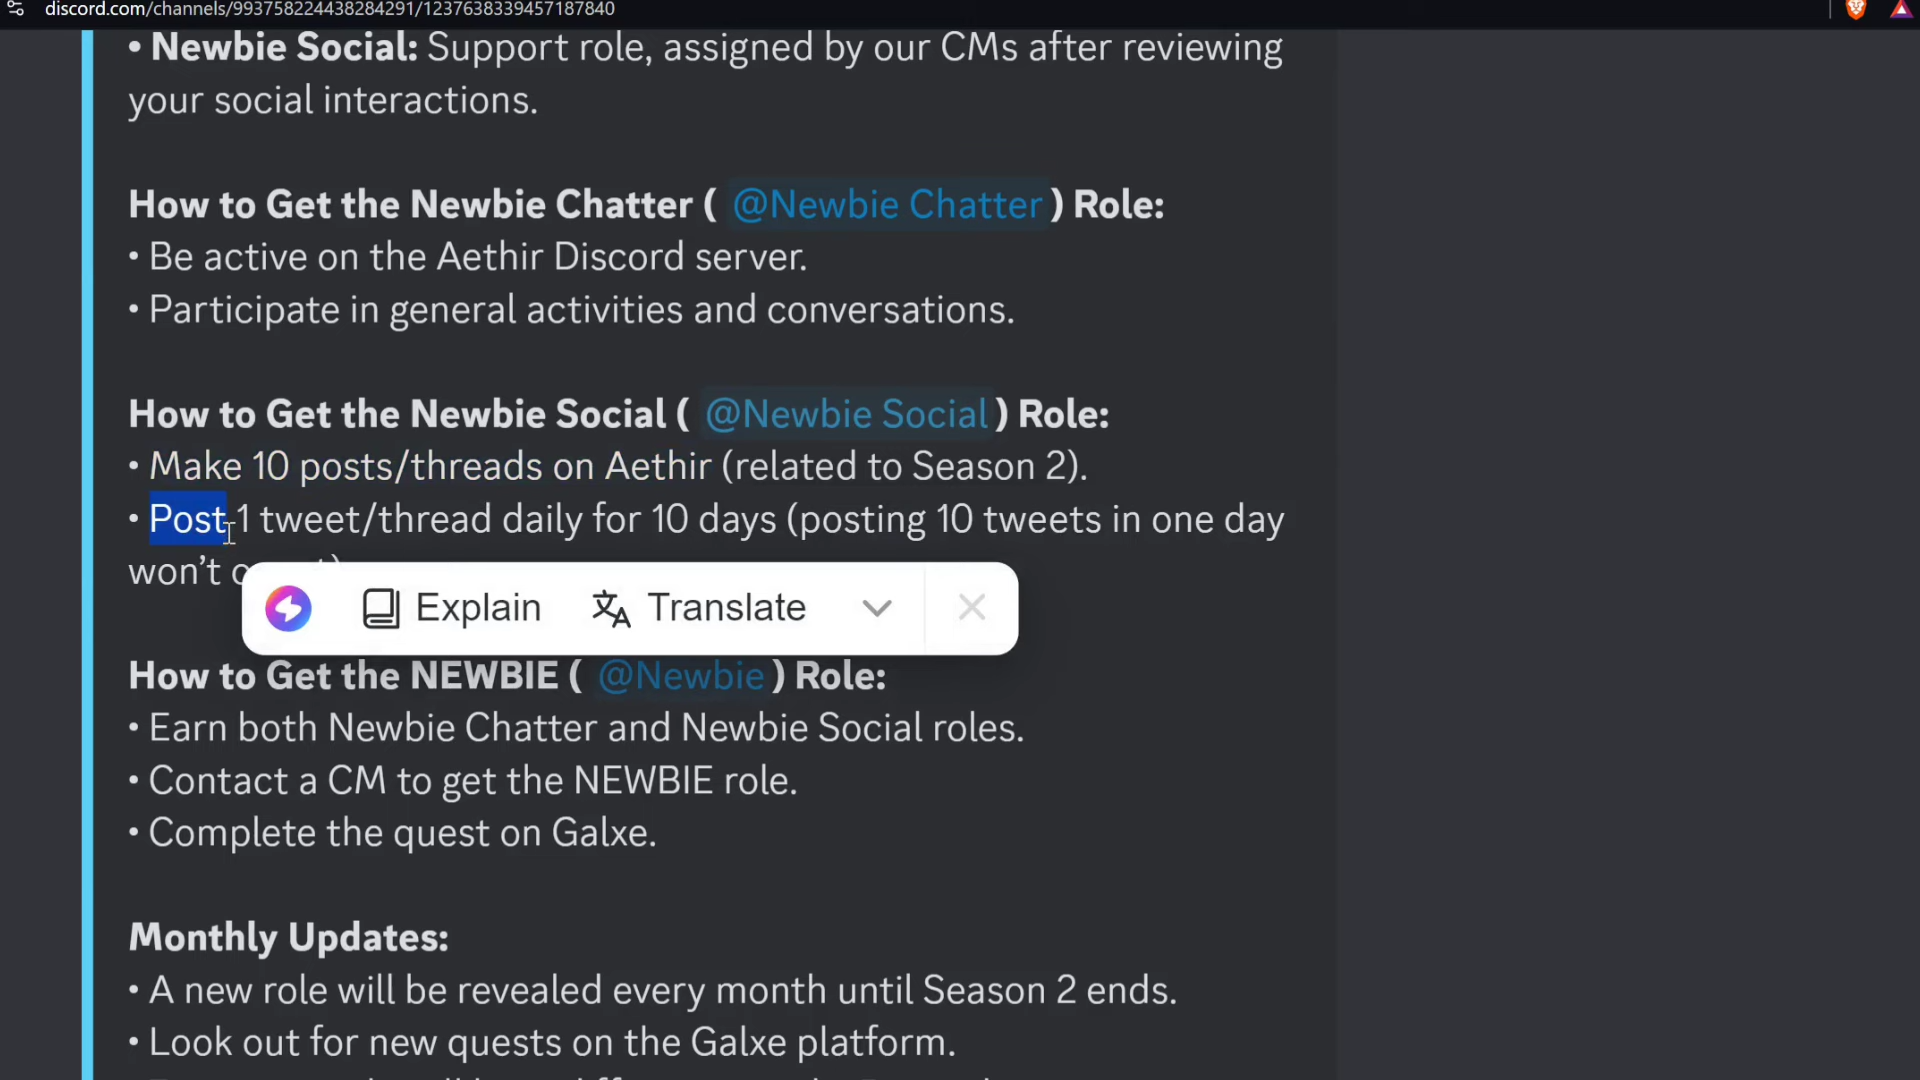 discord.com/channels/993758224438284291/1237638339457187840
• Newbie Social: Support role, assigned by our CMs after reviewing
your social interactions.
How to Get the Newbie Chatter ( @Newbie Chatter ) Role:
• Be active on the Aethir Discord server.
• Participate in general activities and conversations.
How to Get the Newbie Social ( @Newbie Social ) Role:
• Make 10 posts/threads on Aethir (related to Season 2).
• Post 1 tweet/thread daily for 10 days (posting 10 tweets in one day
won’t
Explain Translate
How to Get the NEWBIE ( @Newbie ) Role:
• Earn both Newbie Chatter and Newbie Social roles.
• Contact a CM to get the NEWBIE role.
• Complete the quest on Galxe.
Monthly Updates:
• A new role will be revealed every month until Season 2 ends.
• Look out for new quests on the Galxe platform.